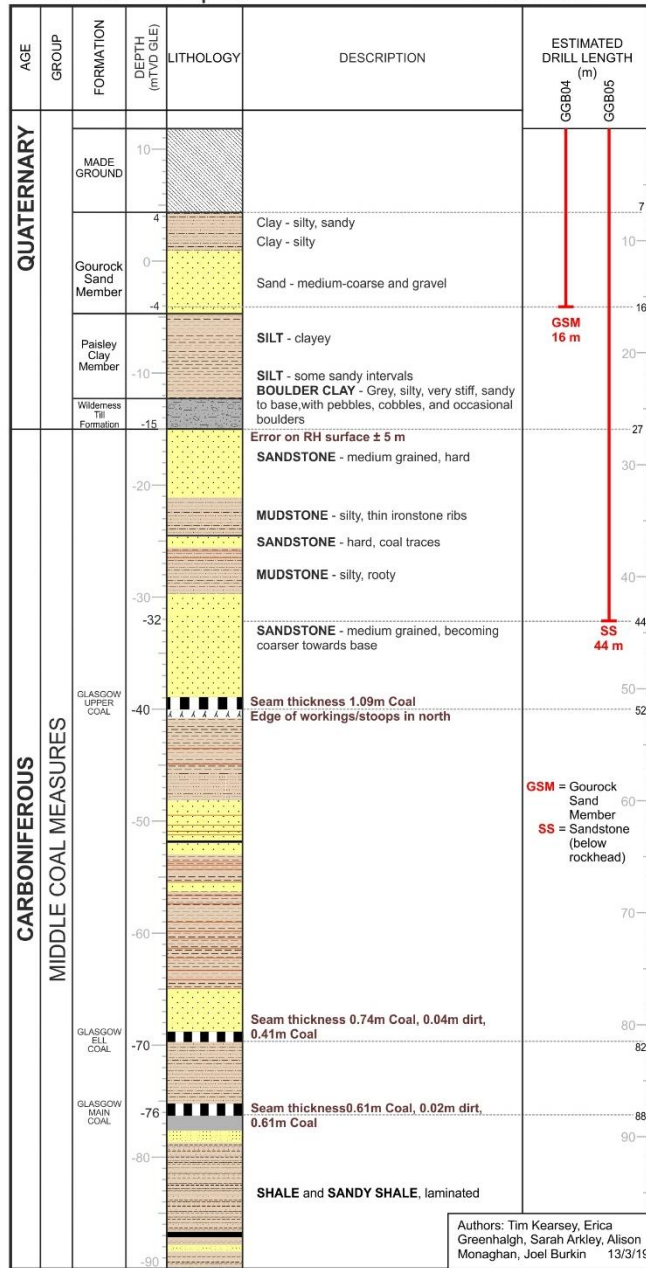 AGE
GROUP
FORMATION
DEPTH
(mTVD GLE)
LITHOLOGY
DESCRIPTION
ESTIMATED
DRILL LENGTH
(m)
GGB04
GGB05
QUATERNARY
MADE
GROUND
10
7
4
Clay - silty, sandy
Clay - silty
10
Gourock
Sand
Member
0
Sand - medium-coarse and gravel
-4
16
GSM
16 m
Paisley
Clay
Member
SILT - clayey
20
-10
SILT - some sandy intervals
BOULDER CLAY - Grey, silty, very stiff, sandy
to base,with pebbles, cobbles, and occasional
boulders
Wilderness
Till
Formation
-15
27
CARBONIFEROUS
MIDDLE COAL MEASURES
Error on RH surface ± 5 m
SANDSTONE - medium grained, hard
30
-20
MUDSTONE - silty, thin ironstone ribs
SANDSTONE - hard, coal traces
MUDSTONE - silty, rooty
40
-30
-32
44
SANDSTONE - medium grained, becoming
coarser towards base
SS
44 m
50
GLASGOW
UPPER
COAL
Seam thickness 1.09m Coal
-40
Edge of workings/stoops in north
52
GSM = Gourock
Sand
Member
SS = Sandstone
(below
rockhead)
60
-50
70
-60
80
Seam thickness 0.74m Coal, 0.04m dirt,
0.41m Coal
GLASGOW
ELL
COAL
-70
82
GLASGOW
MAIN
COAL
-76
Seam thickness0.61m Coal, 0.02m dirt,
0.61m Coal
88
90
-80
SHALE and SANDY SHALE, laminated
-90
Authors: Tim Kearsey, Erica
Greenhalgh, Sarah Arkley, Alison
Monaghan, Joel Burkin 13/3/19